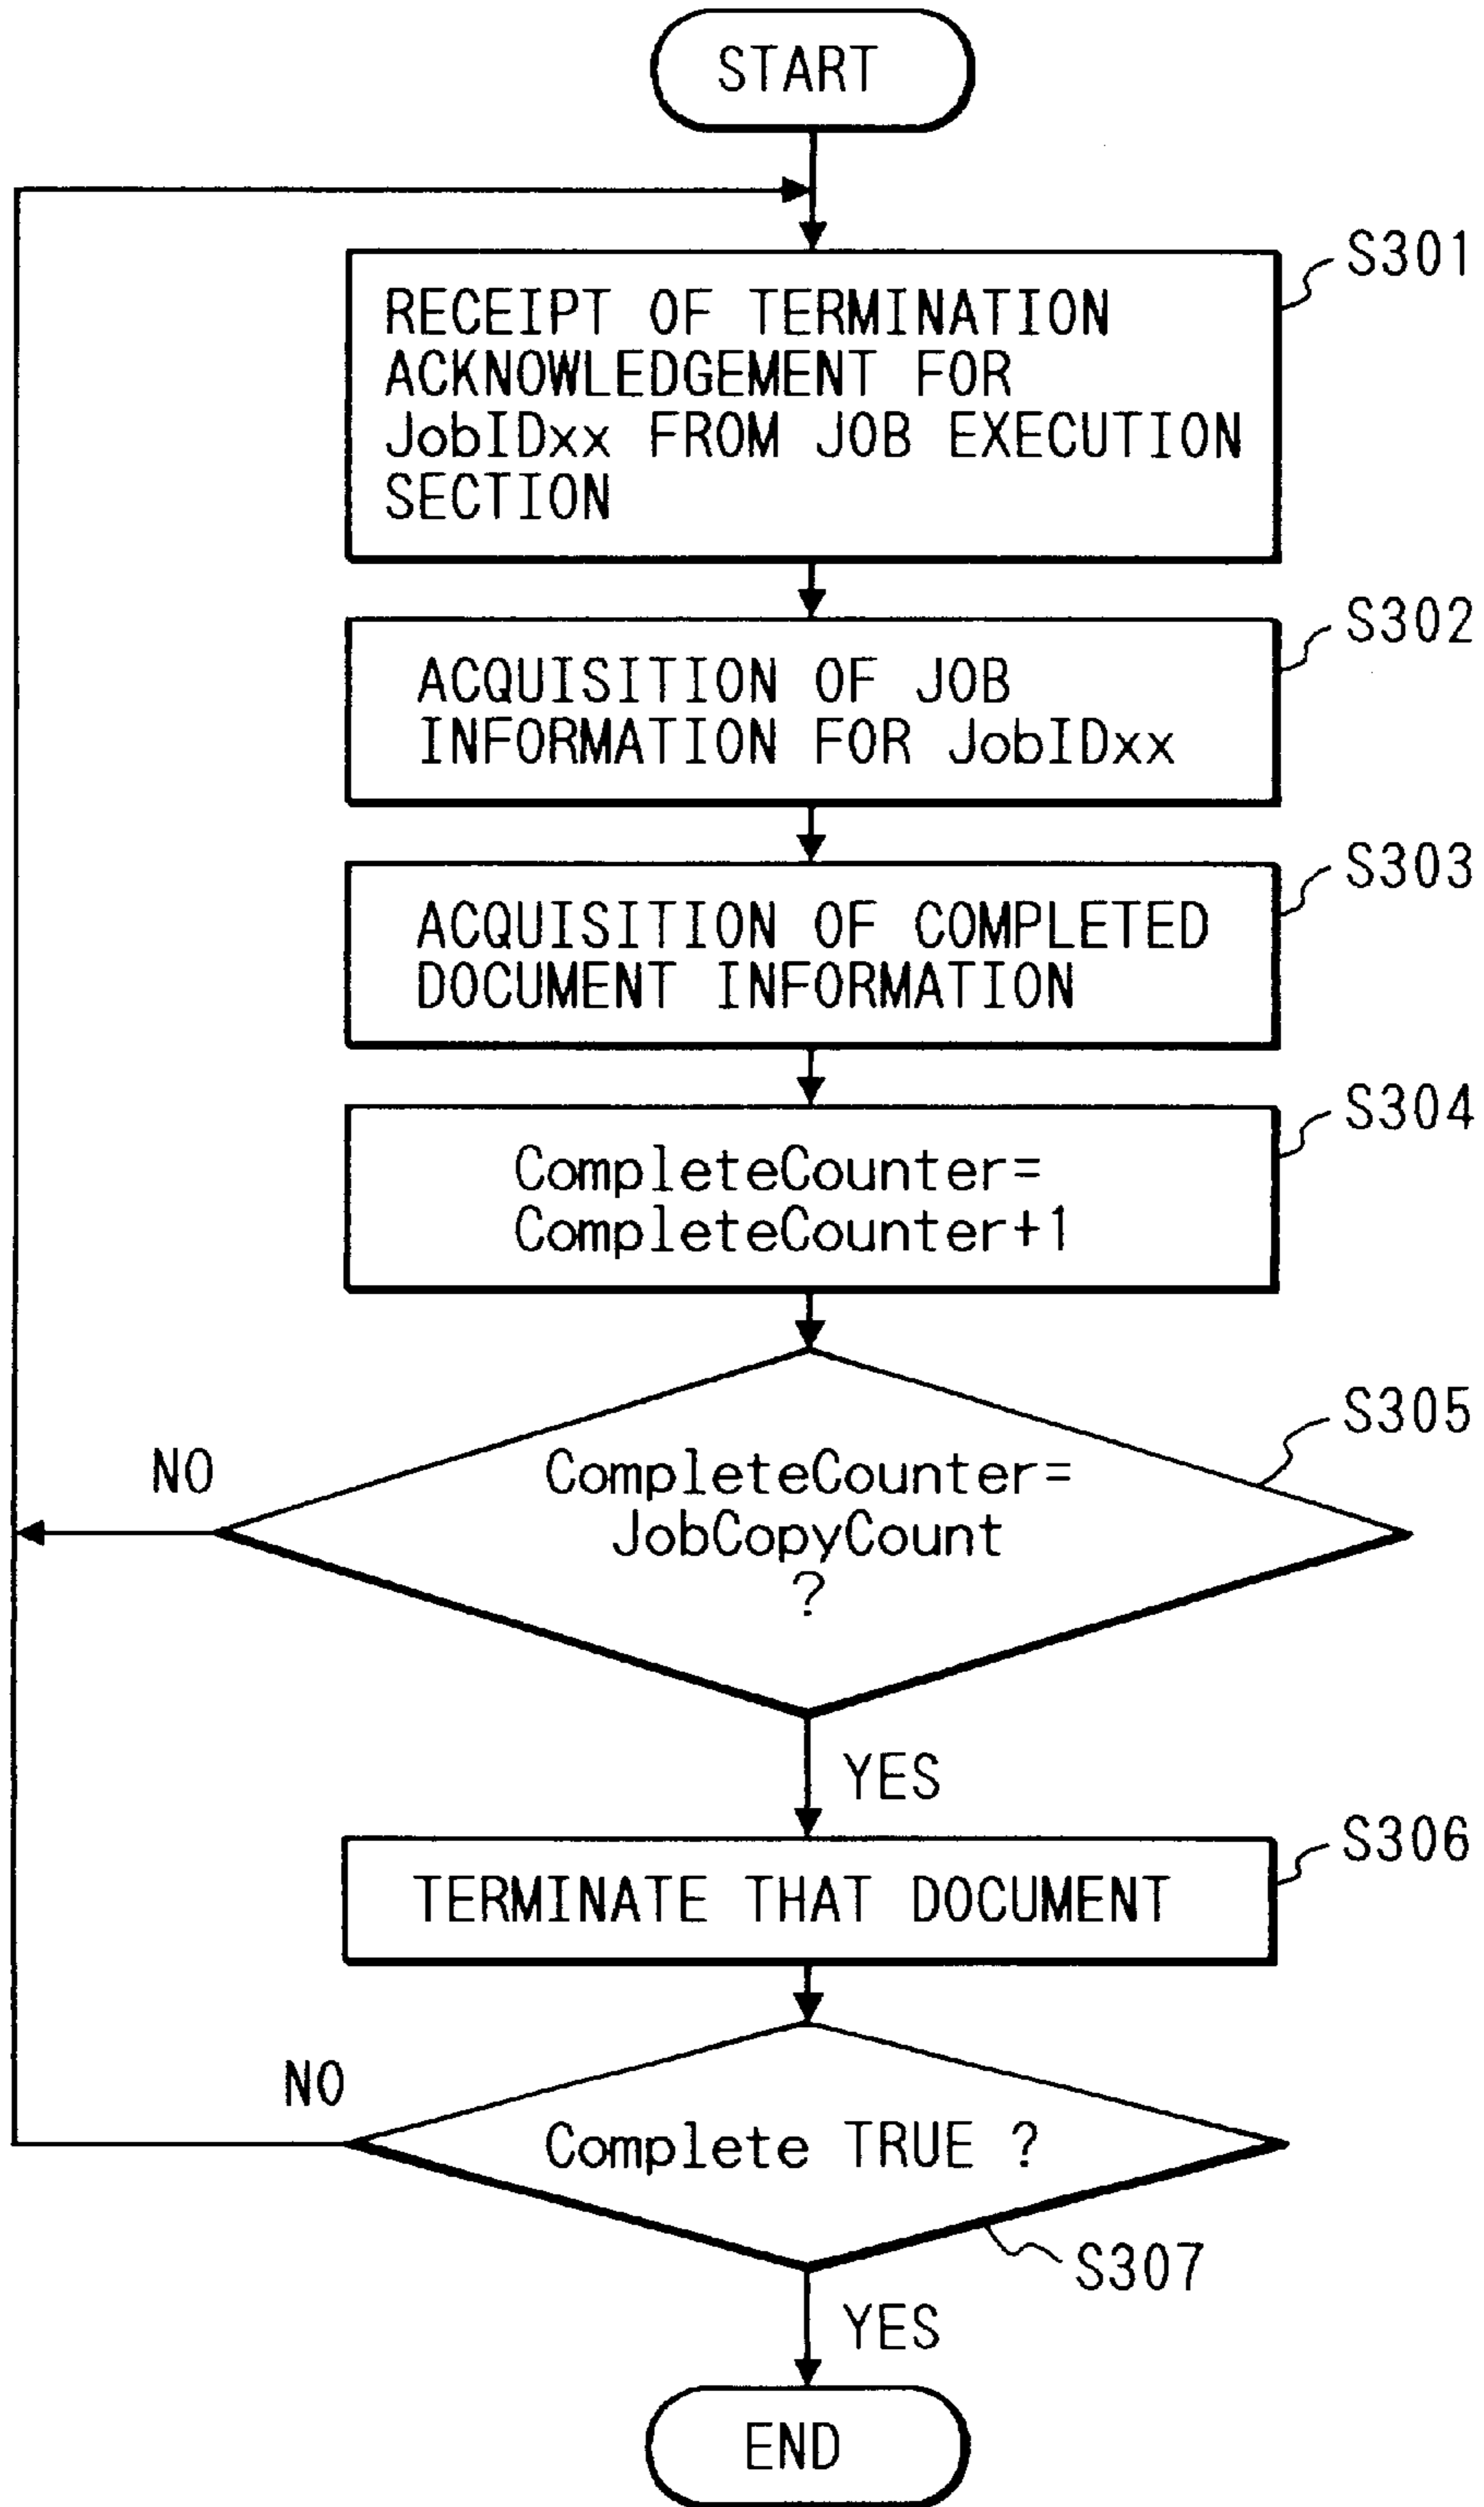 START
S301
RECEIPT OF TERMINATION
ACKNOWLEDGEMENT FOR
JobIDxx FROM JOB EXECUTION
SECTION
S302
ACQUISITION OF JOB
INFORMATION FOR JobIDxx
S303
ACQUISITION OF COMPLETED
DOCUMENT INFORMATION
S304
CompleteCounter=
CompleteCounter+1
S305
NO
CompleteCounter=
JobCopyCount
?
YES
S306
TERMINATE THAT DOCUMENT
NO
Complete TRUE ?
S307
YES
END